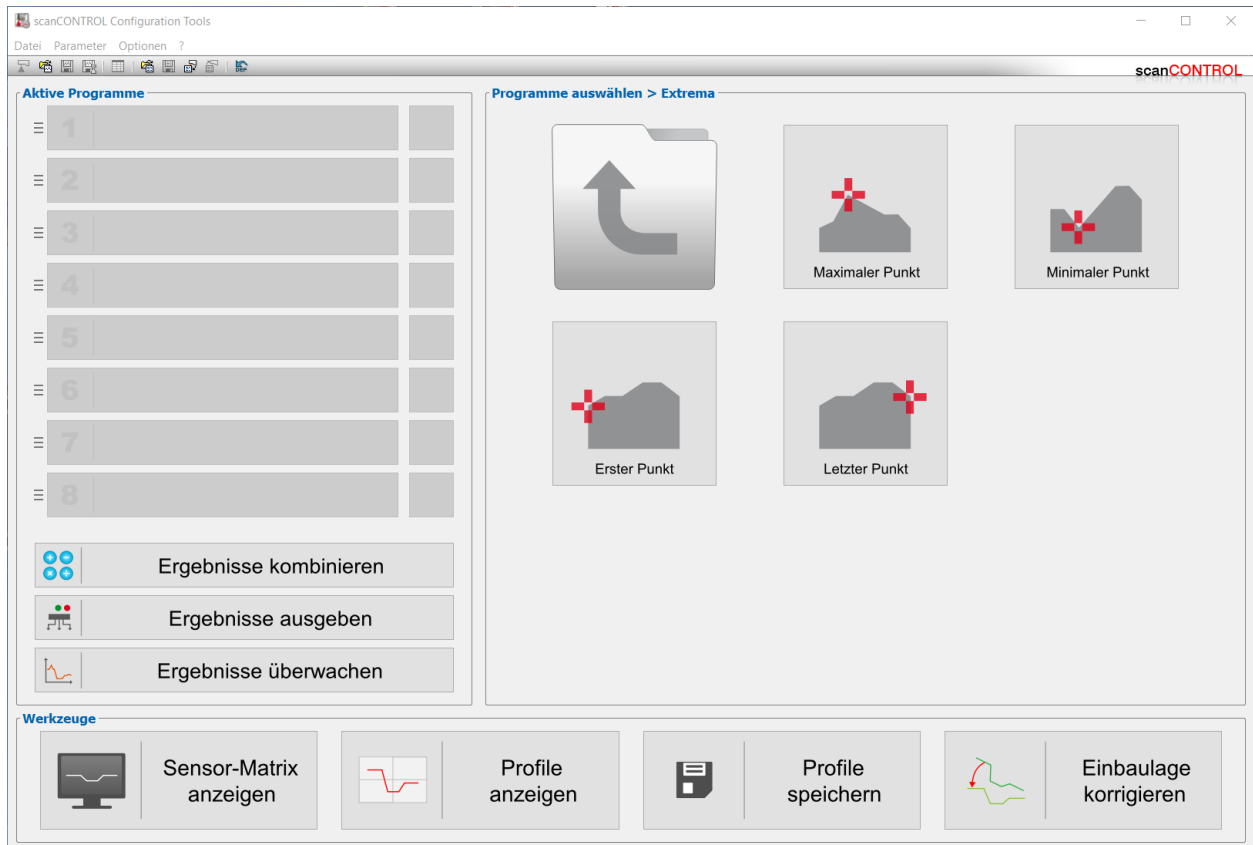 scanCONTROL Configuration Tools
Datei Parameter Optionen ?
scanCONTROL
Aktive Programme
1
2
3
4
5
6
7
8
Ergebnisse kombinieren
Ergebnisse ausgeben
Ergebnisse überwachen
Programme auswählen > Extrema
Maximaler Punkt
Minimaler Punkt
Erster Punkt
Letzter Punkt
Werkzeuge
Sensor-Matrix
anzeigen
Profile
anzeigen
Profile
speichern
Einbaulage
korrigieren